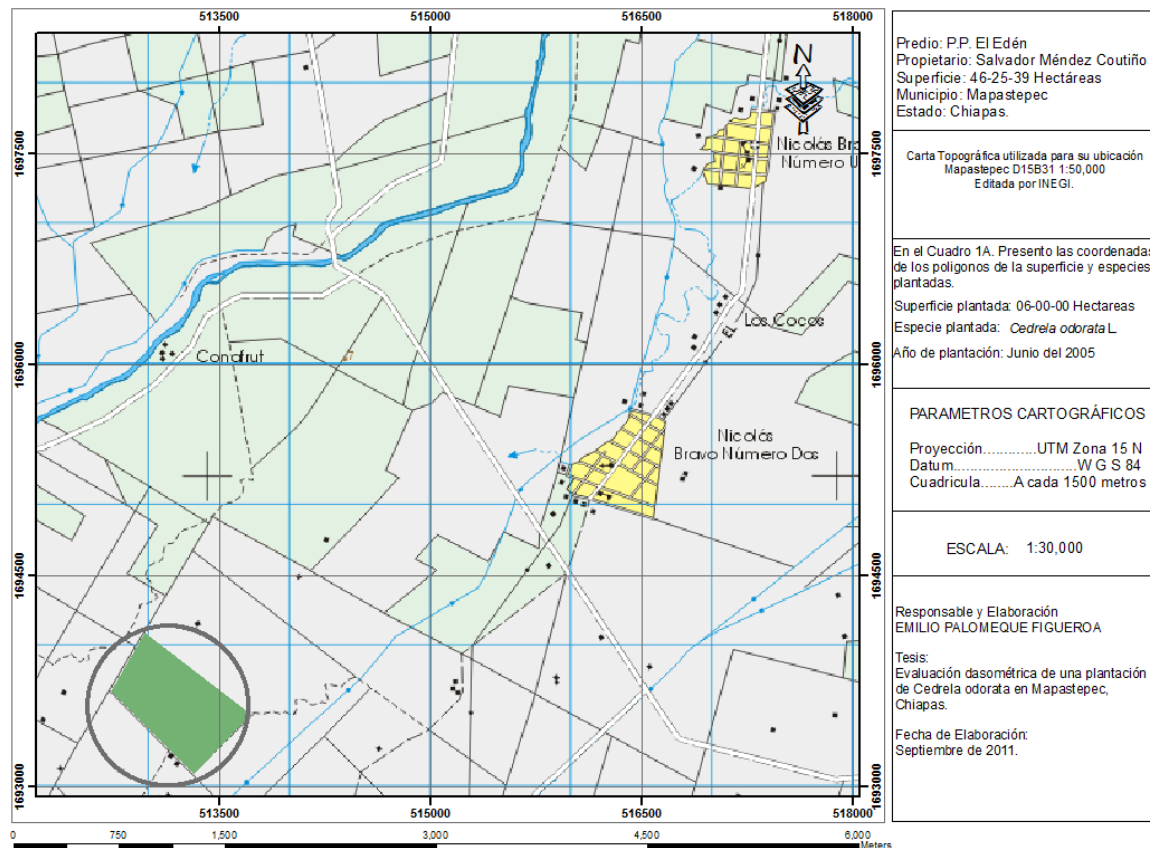 513500 515000 516500 518000
N
Nicolás Bra
Número U
1697500 1697500
Los Cocos
EL
Conafrut
1696000 1696000
Nicolás
Bravo Número Dos
1694500 1694500
1693000 1693000
513500 515000 516500 518000
0 750 1,500 3,000 4,500 6,000
Meters
Predio: P.P. El Edén
Propietario: Salvador Méndez Coutiño
Superficie: 46-25-39 Hectáreas
Municipio: Mapastepec
Estado: Chiapas.
Carta Topográfica utilizada para su ubicación
Mapastepec D15B31 1:50,000
Editada por INEGI.
En el Cuadro 1A. Presento las coordenadas
de los poligonos de la superficie y especies
plantadas.
Superficie plantada: 06-00-00 Hectareas
Especie plantada: Cedrela odorata L
Año de plantación: Junio del 2005
PARAMETROS CARTOGRÁFICOS
Proyección.............UTM Zona 15 N
Datum......................W G S 84
Cuadricula.......A cada 1500 metros
ESCALA: 1:30,000
Responsable y Elaboración
EMILIO PALOMEQUE FIGUEROA
Tesis:
Evaluación dasométrica de una plantación
de Cedrela odorata en Mapastepec,
Chiapas.
Fecha de Elaboración:
Septiembre de 2011.